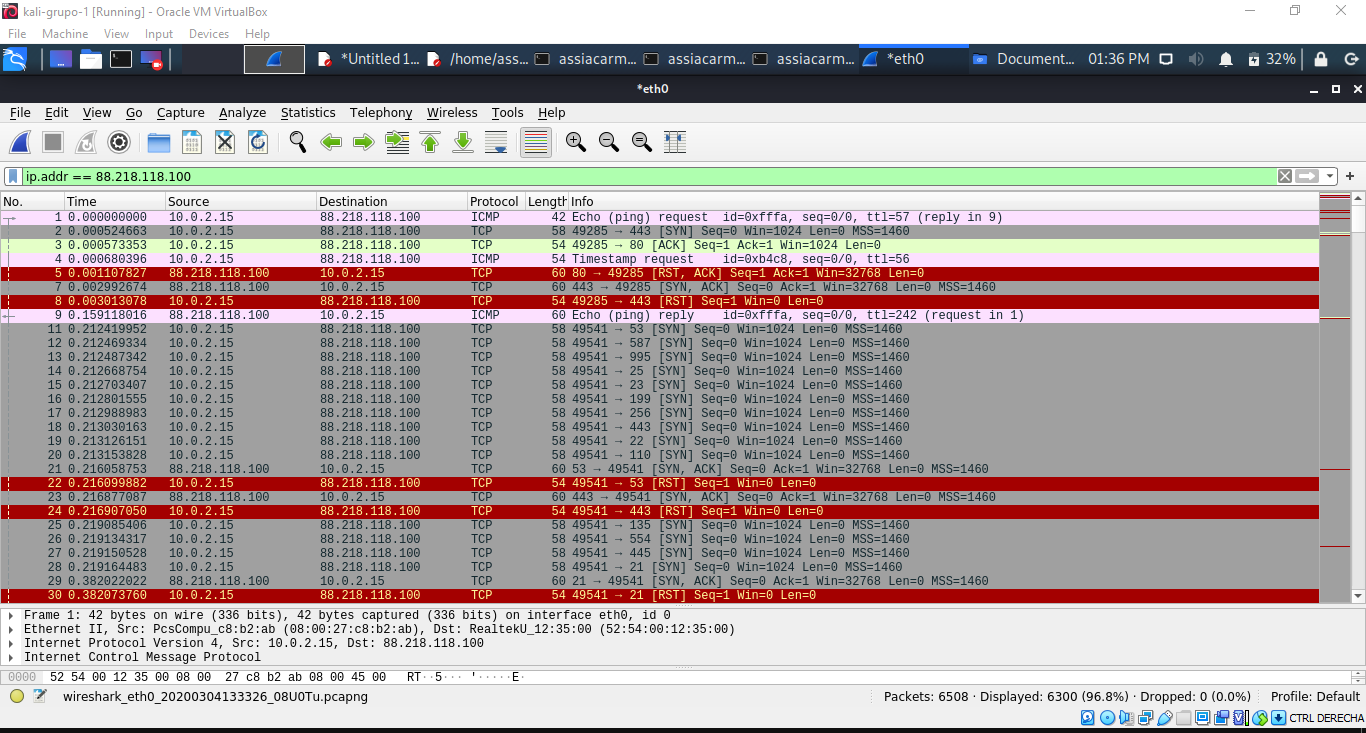 kali-grupo-1 [Running] - Oracle VM VirtualBox
File Machine View Input Devices Help
*Untitled 1... /home/ass... assiacarm... assiacarm... assiacarm... *eth0 Document... 01:36 PM 32%
*eth0
File Edit View Go Capture Analyze Statistics Telephony Wireless Tools Help
ip.addr == 88.218.118.100
No. Time Source Destination Protocol Length Info
1 0.000000000 10.0.2.15 88.218.118.100 ICMP 42 Echo (ping) request id=0xfffa, seq=0/0, ttl=57 (reply in 9)
2 0.000524663 10.0.2.15 88.218.118.100 TCP 58 49285 → 443 [SYN] Seq=0 Win=1024 Len=0 MSS=1460
3 0.000573353 10.0.2.15 88.218.118.100 TCP 54 49285 → 80 [ACK] Seq=1 Ack=1 Win=1024 Len=0
4 0.000680396 10.0.2.15 88.218.118.100 ICMP 54 Timestamp request id=0xb4c8, seq=0/0, ttl=56
5 0.001107827 88.218.118.100 10.0.2.15 TCP 60 80 → 49285 [RST, ACK] Seq=1 Ack=1 Win=32768 Len=0
7 0.002992674 88.218.118.100 10.0.2.15 TCP 60 443 → 49285 [SYN, ACK] Seq=0 Ack=1 Win=32768 Len=0 MSS=1460
8 0.003013078 10.0.2.15 88.218.118.100 TCP 54 49285 → 443 [RST] Seq=1 Win=0 Len=0
9 0.159118016 88.218.118.100 10.0.2.15 ICMP 60 Echo (ping) reply id=0xfffa, seq=0/0, ttl=242 (request in 1)
11 0.212419952 10.0.2.15 88.218.118.100 TCP 58 49541 → 53 [SYN] Seq=0 Win=1024 Len=0 MSS=1460
12 0.212469334 10.0.2.15 88.218.118.100 TCP 58 49541 → 587 [SYN] Seq=0 Win=1024 Len=0 MSS=1460
13 0.212487342 10.0.2.15 88.218.118.100 TCP 58 49541 → 995 [SYN] Seq=0 Win=1024 Len=0 MSS=1460
14 0.212668754 10.0.2.15 88.218.118.100 TCP 58 49541 → 25 [SYN] Seq=0 Win=1024 Len=0 MSS=1460
15 0.212703407 10.0.2.15 88.218.118.100 TCP 58 49541 → 23 [SYN] Seq=0 Win=1024 Len=0 MSS=1460
16 0.212801555 10.0.2.15 88.218.118.100 TCP 58 49541 → 199 [SYN] Seq=0 Win=1024 Len=0 MSS=1460
17 0.212988983 10.0.2.15 88.218.118.100 TCP 58 49541 → 256 [SYN] Seq=0 Win=1024 Len=0 MSS=1460
18 0.213030163 10.0.2.15 88.218.118.100 TCP 58 49541 → 443 [SYN] Seq=0 Win=1024 Len=0 MSS=1460
19 0.213126151 10.0.2.15 88.218.118.100 TCP 58 49541 → 22 [SYN] Seq=0 Win=1024 Len=0 MSS=1460
20 0.213153828 10.0.2.15 88.218.118.100 TCP 58 49541 → 110 [SYN] Seq=0 Win=1024 Len=0 MSS=1460
21 0.216058753 88.218.118.100 10.0.2.15 TCP 60 53 → 49541 [SYN, ACK] Seq=0 Ack=1 Win=32768 Len=0 MSS=1460
22 0.216099882 10.0.2.15 88.218.118.100 TCP 54 49541 → 53 [RST] Seq=1 Win=0 Len=0
23 0.216877087 88.218.118.100 10.0.2.15 TCP 60 443 → 49541 [SYN, ACK] Seq=0 Ack=1 Win=32768 Len=0 MSS=1460
24 0.216907050 10.0.2.15 88.218.118.100 TCP 54 49541 → 443 [RST] Seq=1 Win=0 Len=0
25 0.219085406 10.0.2.15 88.218.118.100 TCP 58 49541 → 135 [SYN] Seq=0 Win=1024 Len=0 MSS=1460
26 0.219134317 10.0.2.15 88.218.118.100 TCP 58 49541 → 554 [SYN] Seq=0 Win=1024 Len=0 MSS=1460
27 0.219150528 10.0.2.15 88.218.118.100 TCP 58 49541 → 445 [SYN] Seq=0 Win=1024 Len=0 MSS=1460
28 0.219164483 10.0.2.15 88.218.118.100 TCP 58 49541 → 21 [SYN] Seq=0 Win=1024 Len=0 MSS=1460
29 0.382022022 88.218.118.100 10.0.2.15 TCP 60 21 → 49541 [SYN, ACK] Seq=0 Ack=1 Win=32768 Len=0 MSS=1460
30 0.382073760 10.0.2.15 88.218.118.100 TCP 54 49541 → 21 [RST] Seq=1 Win=0 Len=0
Frame 1: 42 bytes on wire (336 bits), 42 bytes captured (336 bits) on interface eth0, id 0
Ethernet II, Src: PcsCompu_c8:b2:ab (08:00:27:c8:b2:ab), Dst: RealtekU_12:35:00 (52:54:00:12:35:00)
Internet Protocol Version 4, Src: 10.0.2.15, Dst: 88.218.118.100
Internet Control Message Protocol
0000 52 54 00 12 35 00 08 00 27 c8 b2 ab 08 00 45 00 RT··5··· '·····E·
wireshark_eth0_20200304133326_08U0Tu.pcapng Packets: 6508 · Displayed: 6300 (96.8%) · Dropped: 0 (0.0%) Profile: Default
CTRL DERECHA